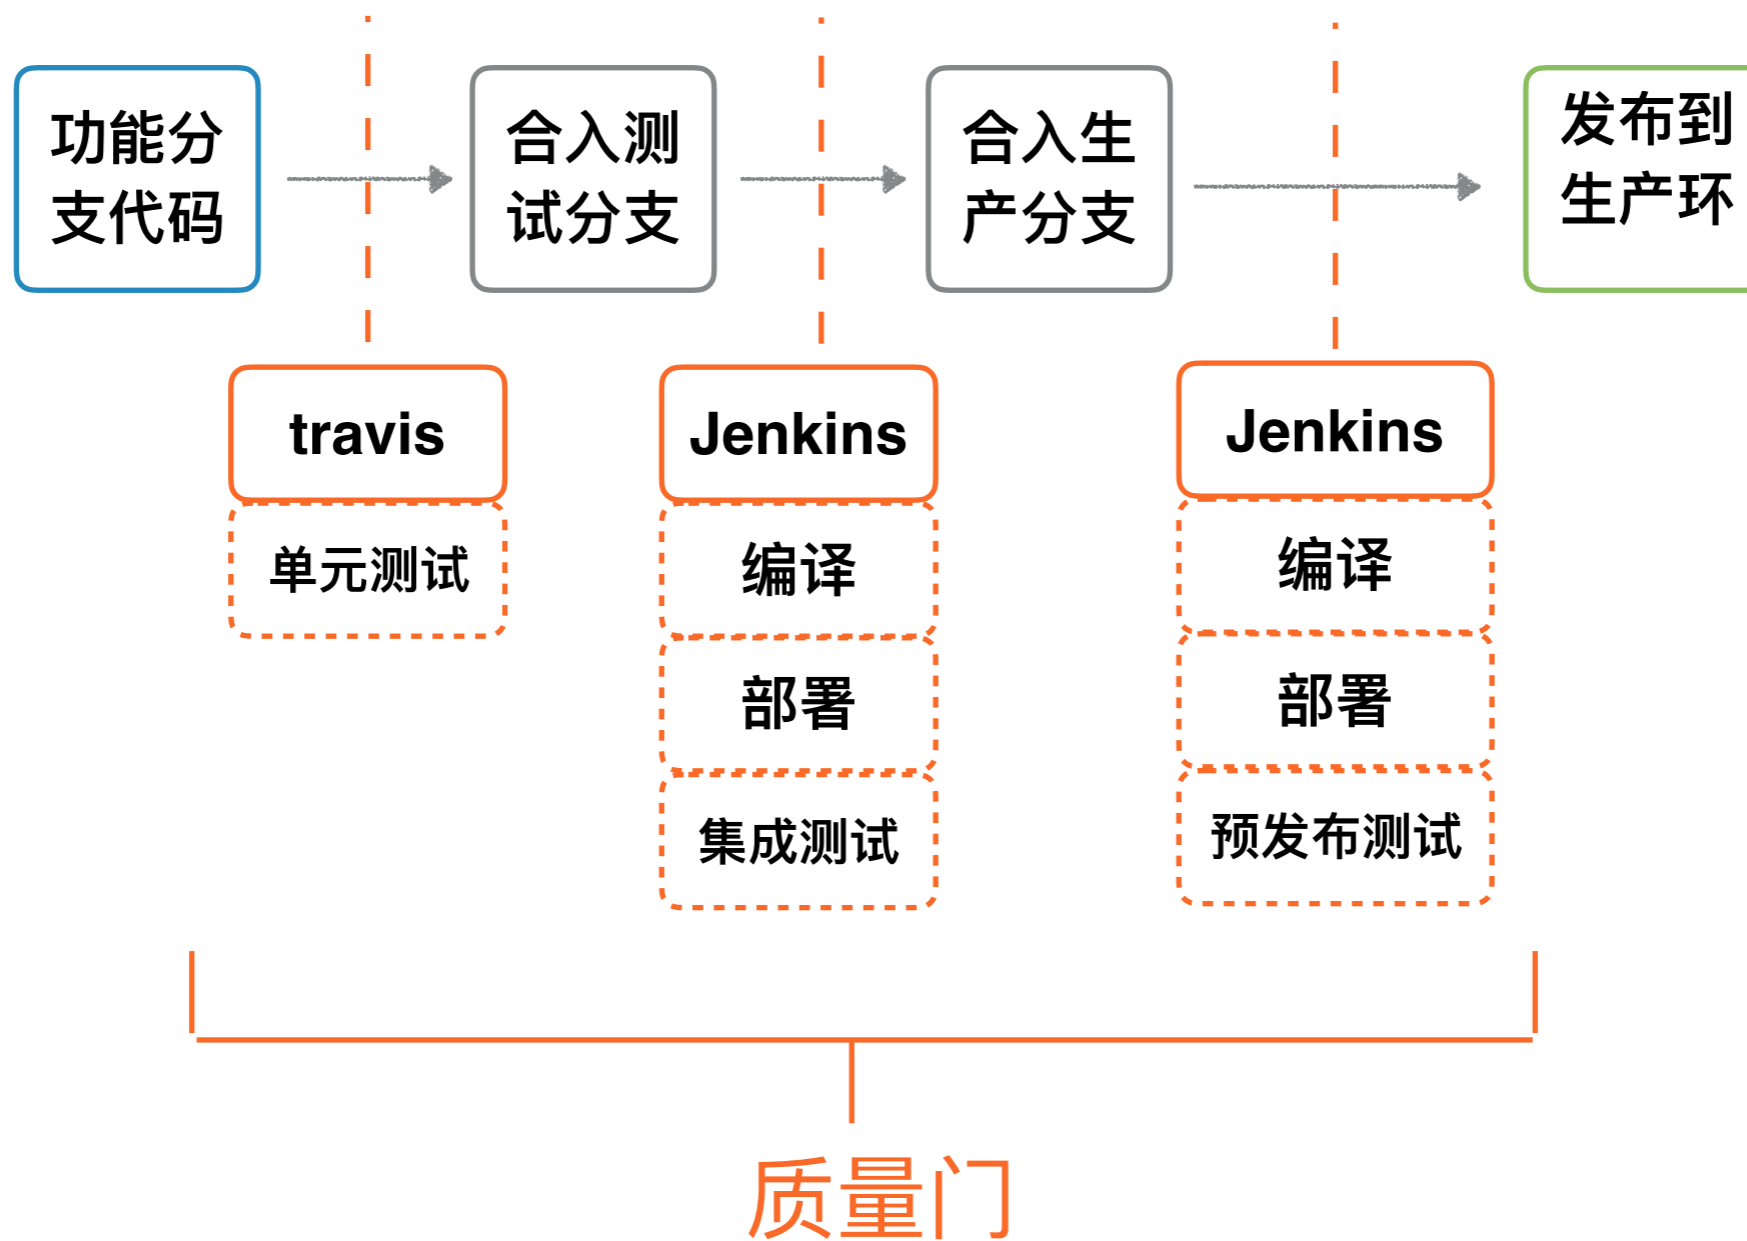 功能分
支代码
合入测
试分支
合入生
产分支
发布到
生产环
travis
单元测试
Jenkins
编译
部署
集成测试
Jenkins
编译
部署
预发布测试
质量门